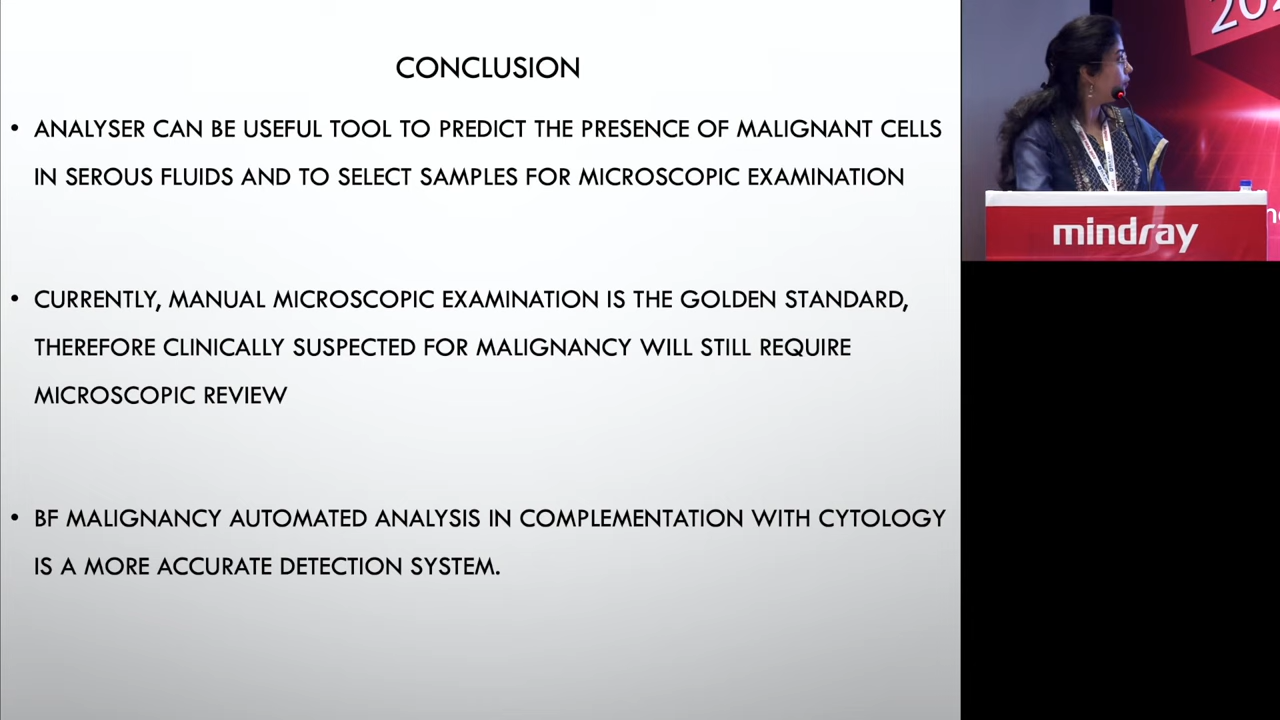 CONCLUSION
• ANALYSER CAN BE USEFUL TOOL TO PREDICT THE PRESENCE OF MALIGNANT CELLS
IN SEROUS FLUIDS AND TO SELECT SAMPLES FOR MICROSCOPIC EXAMINATION
• CURRENTLY, MANUAL MICROSCOPIC EXAMINATION IS THE GOLDEN STANDARD,
THEREFORE CLINICALLY SUSPECTED FOR MALIGNANCY WILL STILL REQUIRE
MICROSCOPIC REVIEW
• BF MALIGNANCY AUTOMATED ANALYSIS IN COMPLEMENTATION WITH CYTOLOGY
IS A MORE ACCURATE DETECTION SYSTEM.
mindray